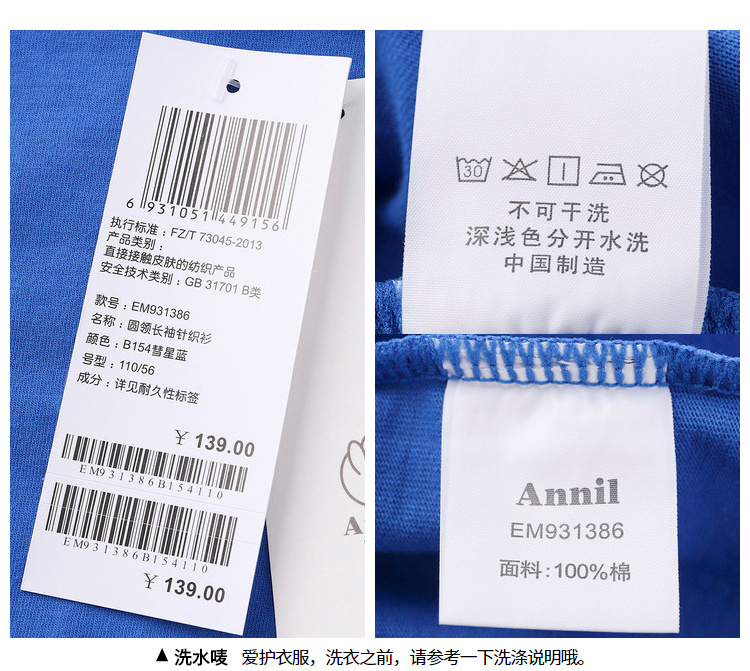 6 931051 449156
执行标准：FZ/T 73045-2013
产品类别：
直接接触皮肤的纺织产品
安全技术类别：GB 31701 B类
款号：EM931386
名称：圆领长袖针织衫
颜色：B154彗星蓝
号型：110/56
成分：详见耐久性标签
￥ 139.00
EM931386B154110
EM931386B154110
￥ 139.00
A
30
不可干洗
深浅色分开水洗
中国制造
Annil
EM931386
面料：100%棉
▲ 洗水唛 爱护衣服，洗衣之前，请参考一下洗涤说明哦。